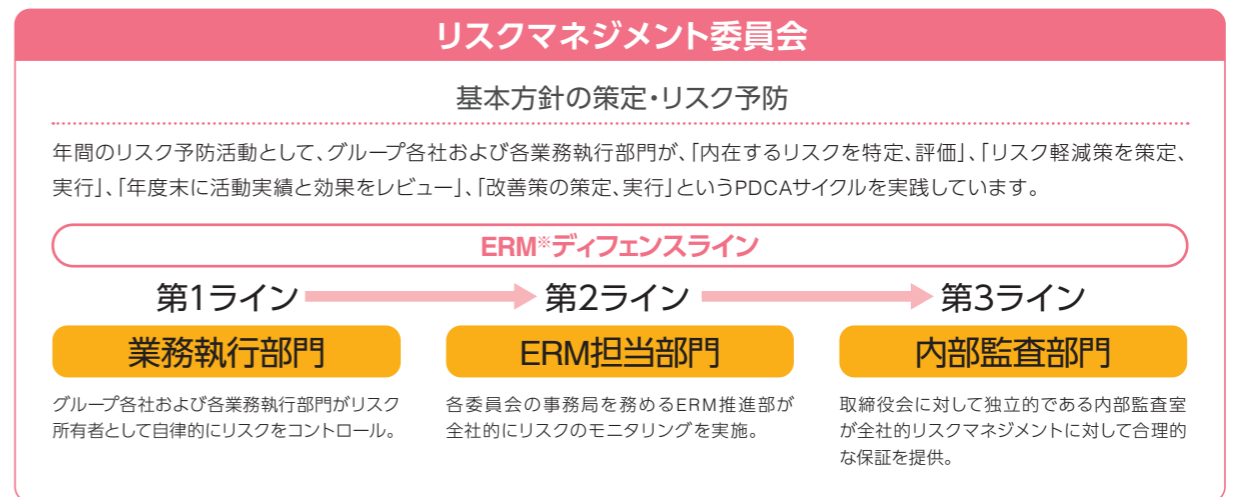 リスクマネジメント委員会
基本方針の策定・リスク予防
年間のリスク予防活動として、グループ各社および各業務執行部門が、「内在するリスクを特定、評価」、「リスク軽減策を策定、
実行」、「年度末に活動実績と効果をレビュー」、「改善策の策定、実行」というPDCAサイクルを実践しています。
ERM※ディフェンスライン
第1ライン
第2ライン
第3ライン
業務執行部門
ERM担当部門
内部監査部門
グループ各社および各業務執行部門がリスク
所有者として自律的にリスクをコントロール。
各委員会の事務局を務めるERM推進部が
全社的にリスクのモニタリングを実施。
取締役会に対して独立的である内部監査室
が全社的リスクマネジメントに対して合理的
な保証を提供。